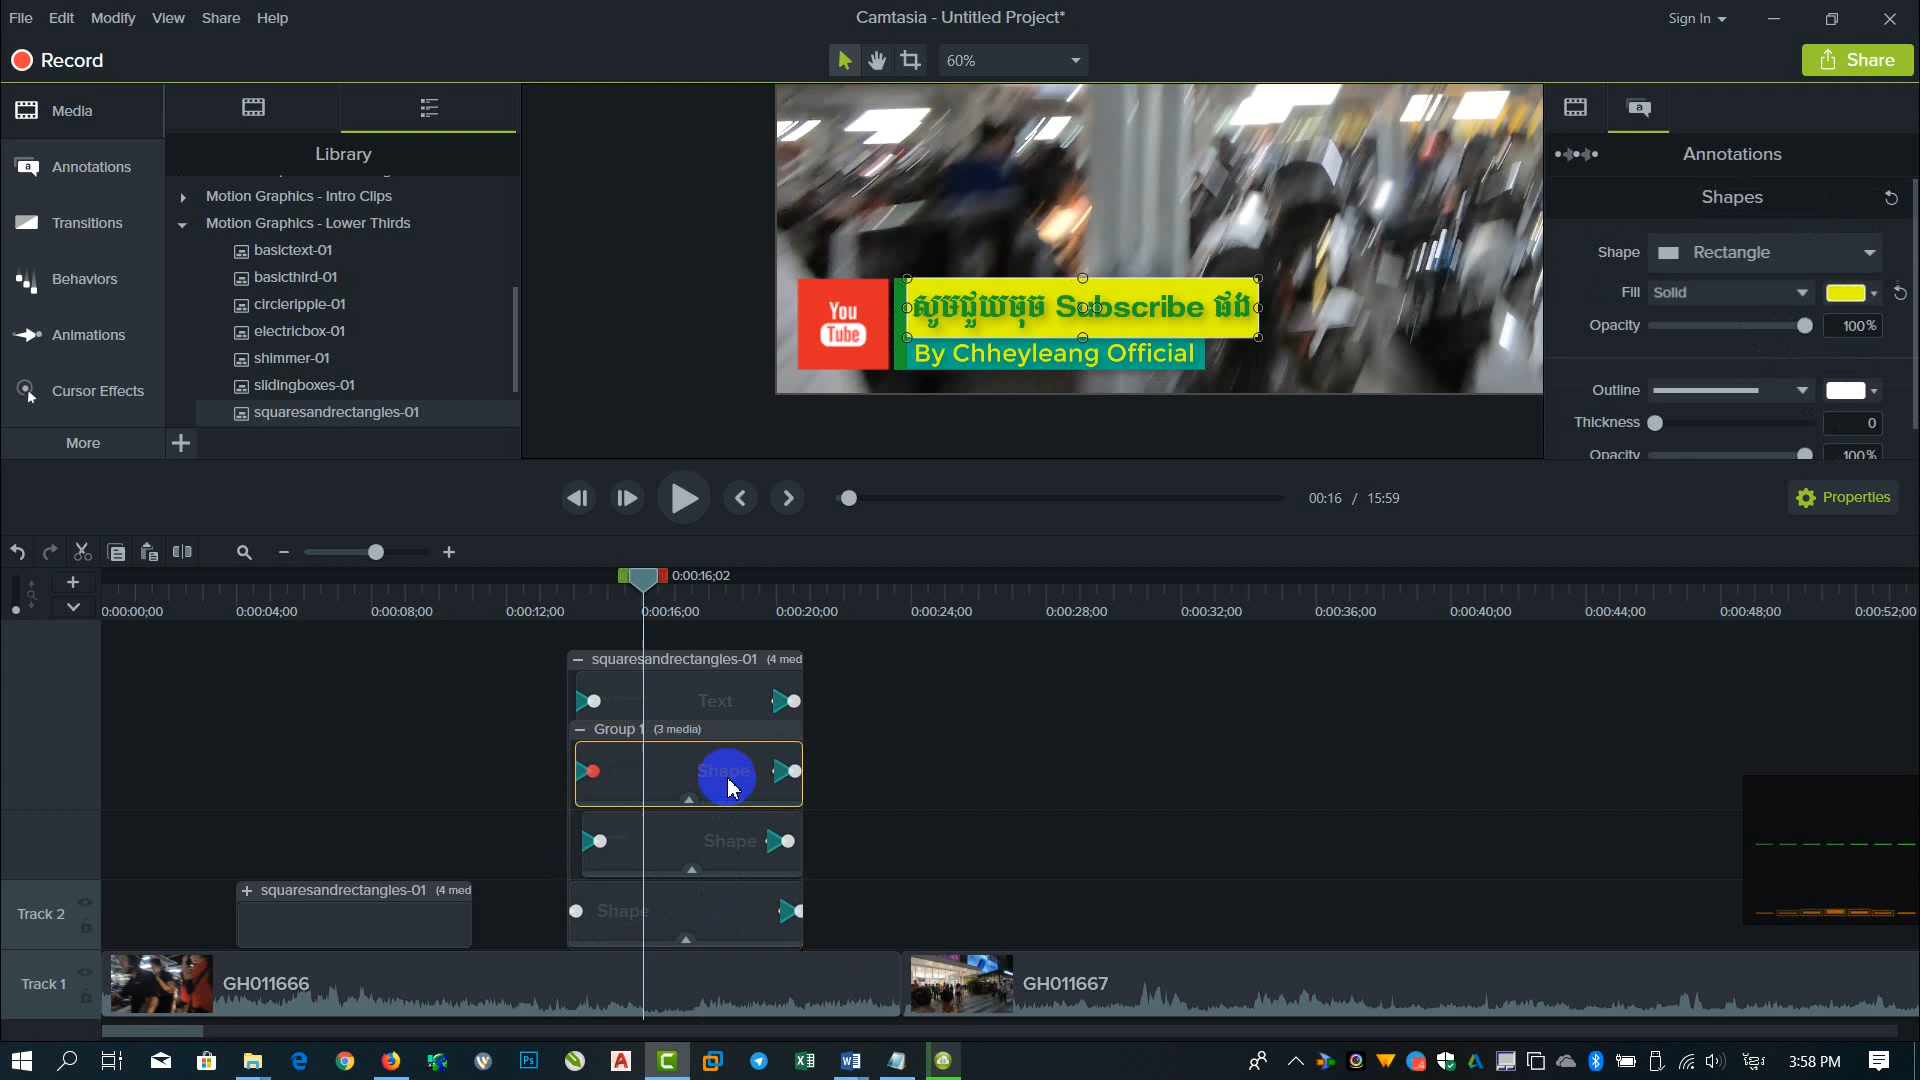 File Edit Modify View Share Help
Camtasia - Untitled Project*
Sign In
Record
60%
Share
Media
Annotations
Transitions
Behaviors
Animations
Cursor Effects
More
Library
Motion Graphics - Intro Clips
Motion Graphics - Lower Thirds
basictext-01
basicthird-01
circleripple-01
electricbox-01
shimmer-01
slidingboxes-01
squaresandrectangles-01
You
Tube
សូមជួយចុច Subscribe ផង
By Chheyleang Official
Annotations
Shapes
Shape Rectangle
Fill Solid
Opacity 100%
Outline
Thickness 0
Opacity 100%
00:16 / 15:59
Properties
0:00:16;02
0:00:00;00 0:00:04;00 0:00:08;00 0:00:12;00 0:00:16;00 0:00:20;00 0:00:24;00 0:00:28;00 0:00:32;00 0:00:36;00 0:00:40;00 0:00:44;00 0:00:48;00 0:00:52;00
squaresandrectangles-01 (4 med
Text
Group 1 (3 media)
Shape
Shape
Shape
Track 2
squaresandrectangles-01 (4 med
Track 1
GH011666
GH011667
3:58 PM